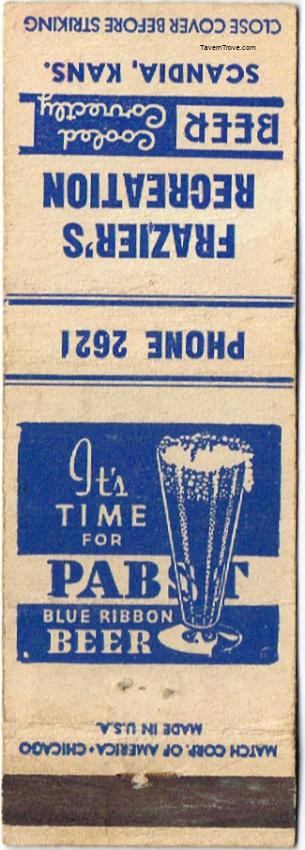 CLOSE COVER BEFORE STRIKING
TavernTrove.com
SCANDIA, KANS.
BEER Cooled Correctly
FRAZIER'S
RECREATION
PHONE 2621
It's
TIME
FOR
PABST
BLUE RIBBON
BEER
MADE IN U.S.A.
MATCH CORP. OF AMERICA • CHICAGO